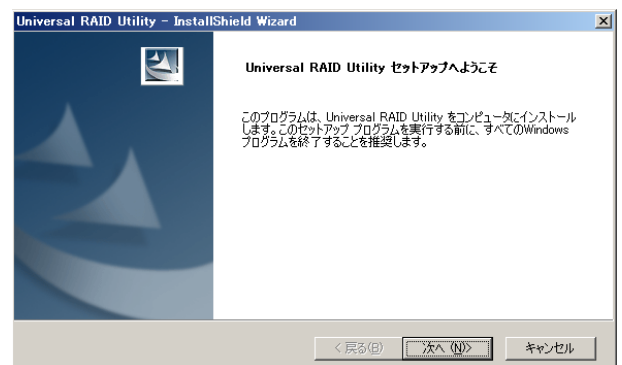 Universal RAID Utility - InstallShield Wizard
Universal RAID Utility セットアップへようこそ
このプログラムは、Universal RAID Utility をコンピュータにインストール
します。このセットアップ プログラムを実行する前に、すべてのWindows
プログラムを終了することを推奨します。
< 戻る(B)
次へ (N)>
キャンセル